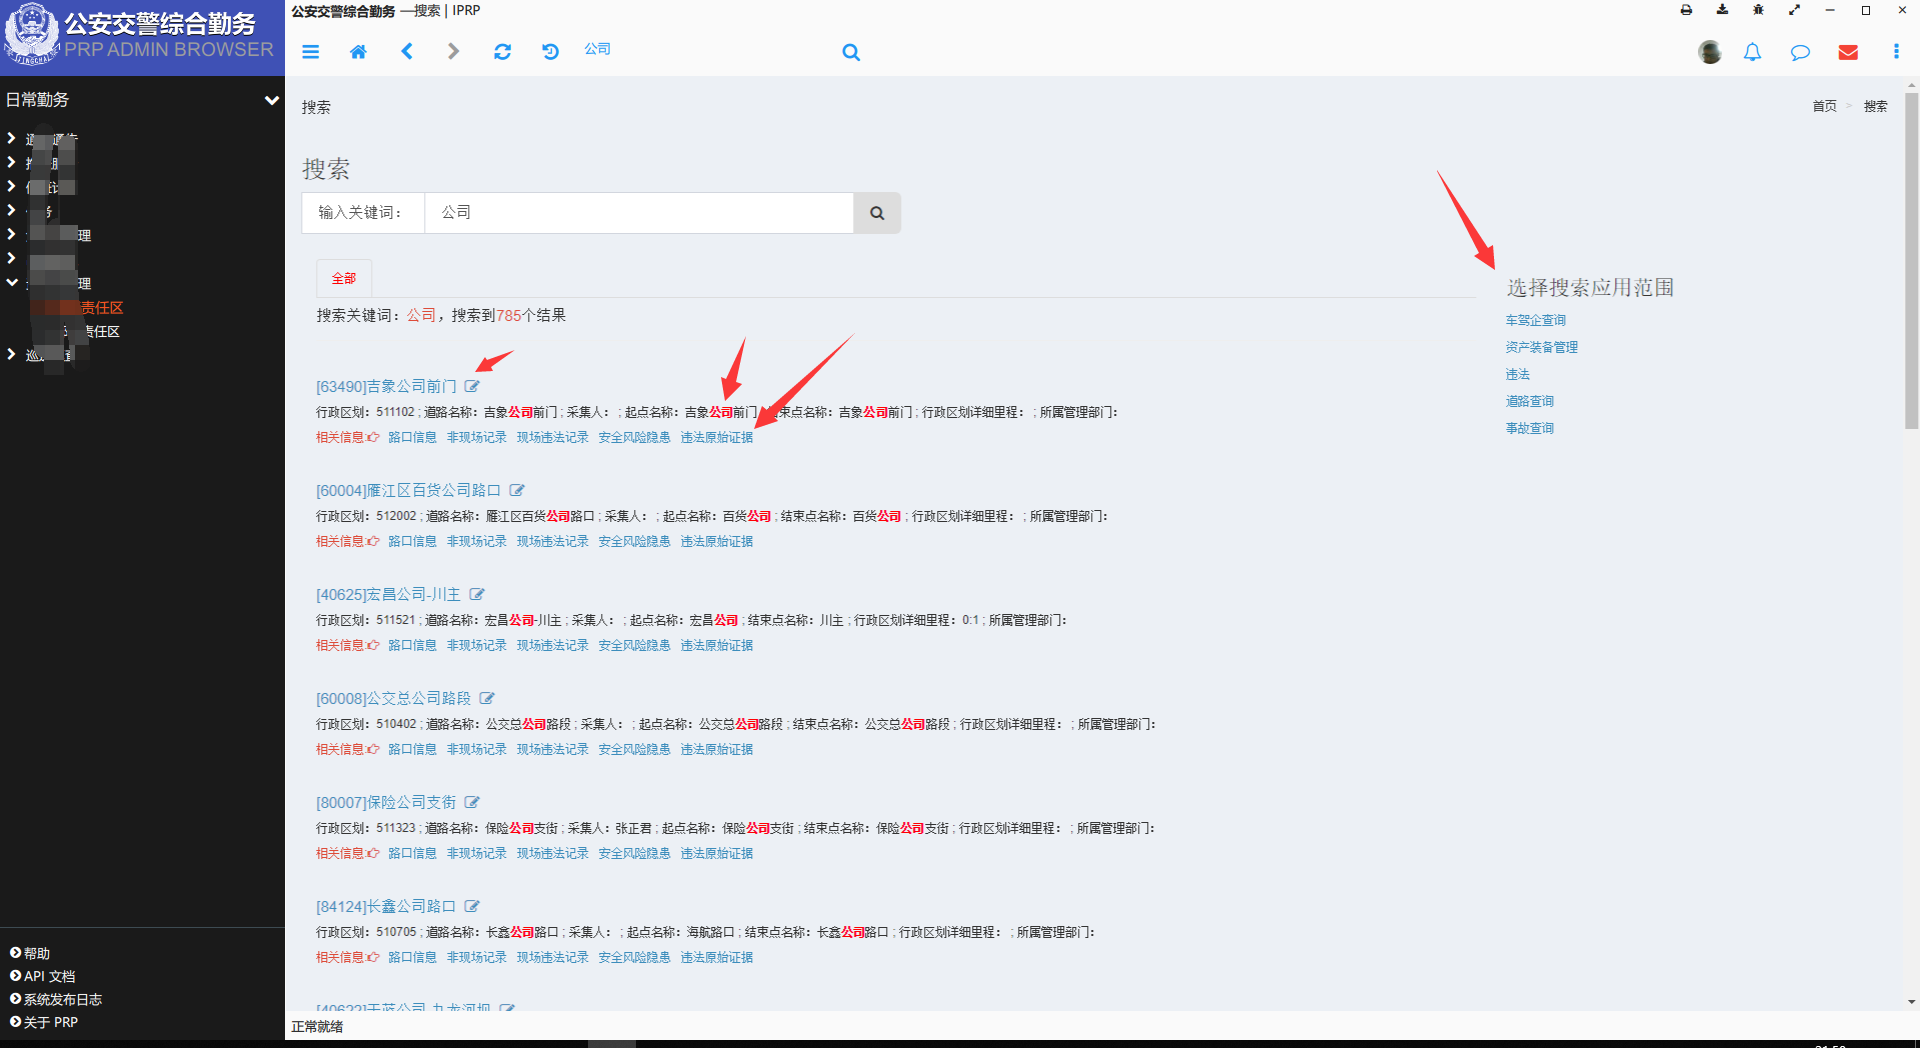 公安交警综合勤务
PRP ADMIN BROWSER
公安交警综合勤务 —搜索 | IPRP
公司
日常勤务
理
理
责任区
责任区
帮助
API 文档
系统发布日志
关于 PRP
搜索
首页 > 搜索
搜索
输入关键词： 公司
全部
搜索关键词：公司，搜索到785个结果
[63490]吉象公司前门
行政区划：511102 ; 道路名称：吉象公司前门 ; 采集人： ; 起点名称：吉象公司前门 结束点名称：吉象公司前门 ; 行政区划详细里程： ; 所属管理部门：
相关信息 路口信息 非现场记录 现场违法记录 安全风险隐患 违法原始证据
[60004]雁江区百货公司路口
行政区划：512002 ; 道路名称：雁江区百货公司路口 ; 采集人： ; 起点名称：百货公司 ; 结束点名称：百货公司 ; 行政区划详细里程： ; 所属管理部门：
相关信息 路口信息 非现场记录 现场违法记录 安全风险隐患 违法原始证据
[40625]宏昌公司-川主
行政区划：511521 ; 道路名称：宏昌公司-川主 ; 采集人： ; 起点名称：宏昌公司 ; 结束点名称：川主 ; 行政区划详细里程：0:1 ; 所属管理部门：
相关信息 路口信息 非现场记录 现场违法记录 安全风险隐患 违法原始证据
[60008]公交总公司路段
行政区划：510402 ; 道路名称：公交总公司路段 ; 采集人： ; 起点名称：公交总公司路段 ; 结束点名称：公交总公司路段 ; 行政区划详细里程： ; 所属管理部门：
相关信息 路口信息 非现场记录 现场违法记录 安全风险隐患 违法原始证据
[80007]保险公司支街
行政区划：511323 ; 道路名称：保险公司支街 ; 采集人：张正君 ; 起点名称：保险公司支街 ; 结束点名称：保险公司支街 ; 行政区划详细里程： ; 所属管理部门：
相关信息 路口信息 非现场记录 现场违法记录 安全风险隐患 违法原始证据
[84124]长鑫公司路口
行政区划：510705 ; 道路名称：长鑫公司路口 ; 采集人： ; 起点名称：海航路口 ; 结束点名称：长鑫公司路口 ; 行政区划详细里程： ; 所属管理部门：
相关信息 路口信息 非现场记录 现场违法记录 安全风险隐患 违法原始证据
选择搜索应用范围
车驾企查询
资产装备管理
违法
道路查询
事故查询
正常就绪